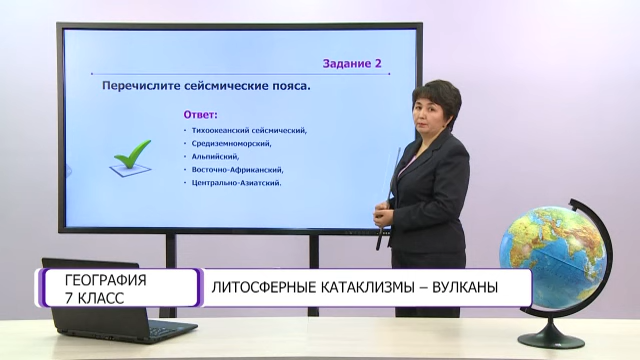 Задание 2
Перечислите сейсмические пояса.
Ответ:
• Тихоокеанский сейсмический,
• Средиземноморский,
• Альпийский,
• Восточно-Африканский,
• Центрально-Азиатский.
ГЕОГРАФИЯ
7 КЛАСС
ЛИТОСФЕРНЫЕ КАТАКЛИЗМЫ – ВУЛКАНЫ